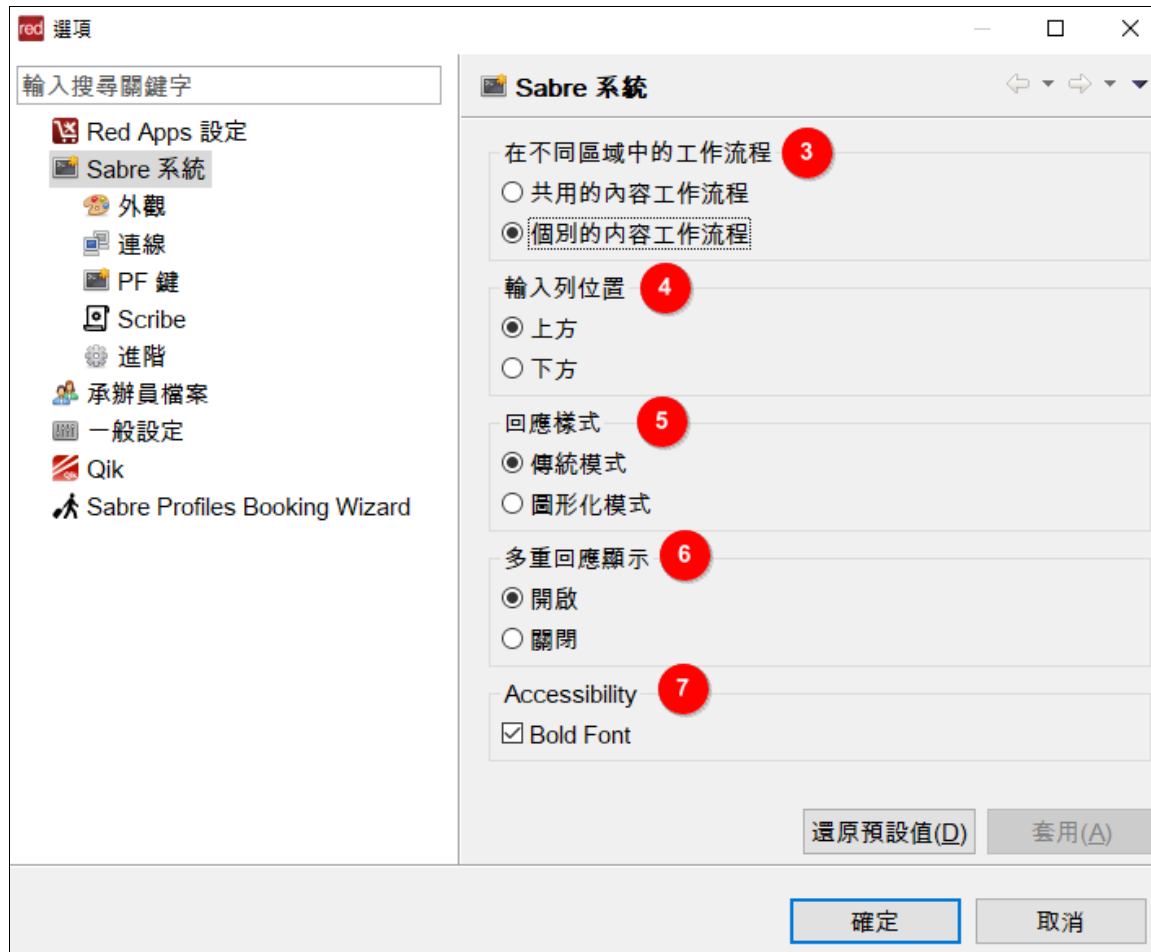 red 選項
輸入搜尋關鍵字
Red Apps 設定
Sabre 系統
外觀
連線
PF 鍵
Scribe
進階
承辦員檔案
一般設定
Qik
Sabre Profiles Booking Wizard
Sabre 系統
在不同區域中的工作流程 3
共用的內容工作流程
個別的內容工作流程
輸入列位置 4
上方
下方
回應樣式 5
傳統模式
圖形化模式
多重回應顯示 6
開啟
關閉
Accessibility 7
Bold Font
還原預設值(D) 套用(A)
確定 取消